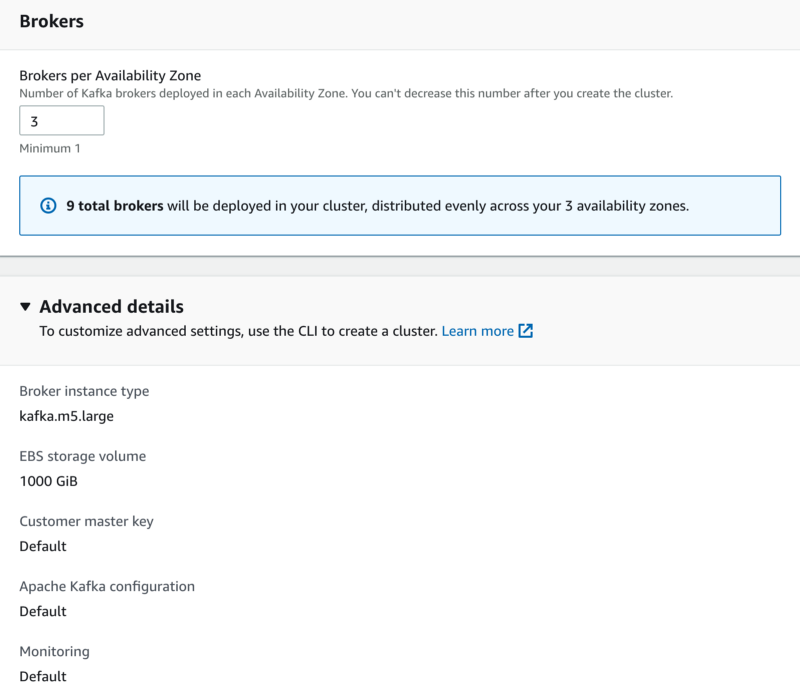 Brokers
Brokers per Availability Zone
Number of Kafka brokers deployed in each Availability Zone. You can't decrease this number after you create the cluster.
3
Minimum 1
9 total brokers will be deployed in your cluster, distributed evenly across your 3 availability zones.
Advanced details
To customize advanced settings, use the CLI to create a cluster. Learn more
Broker instance type
kafka.m5.large
EBS storage volume
1000 GiB
Customer master key
Default
Apache Kafka configuration
Default
Monitoring
Default